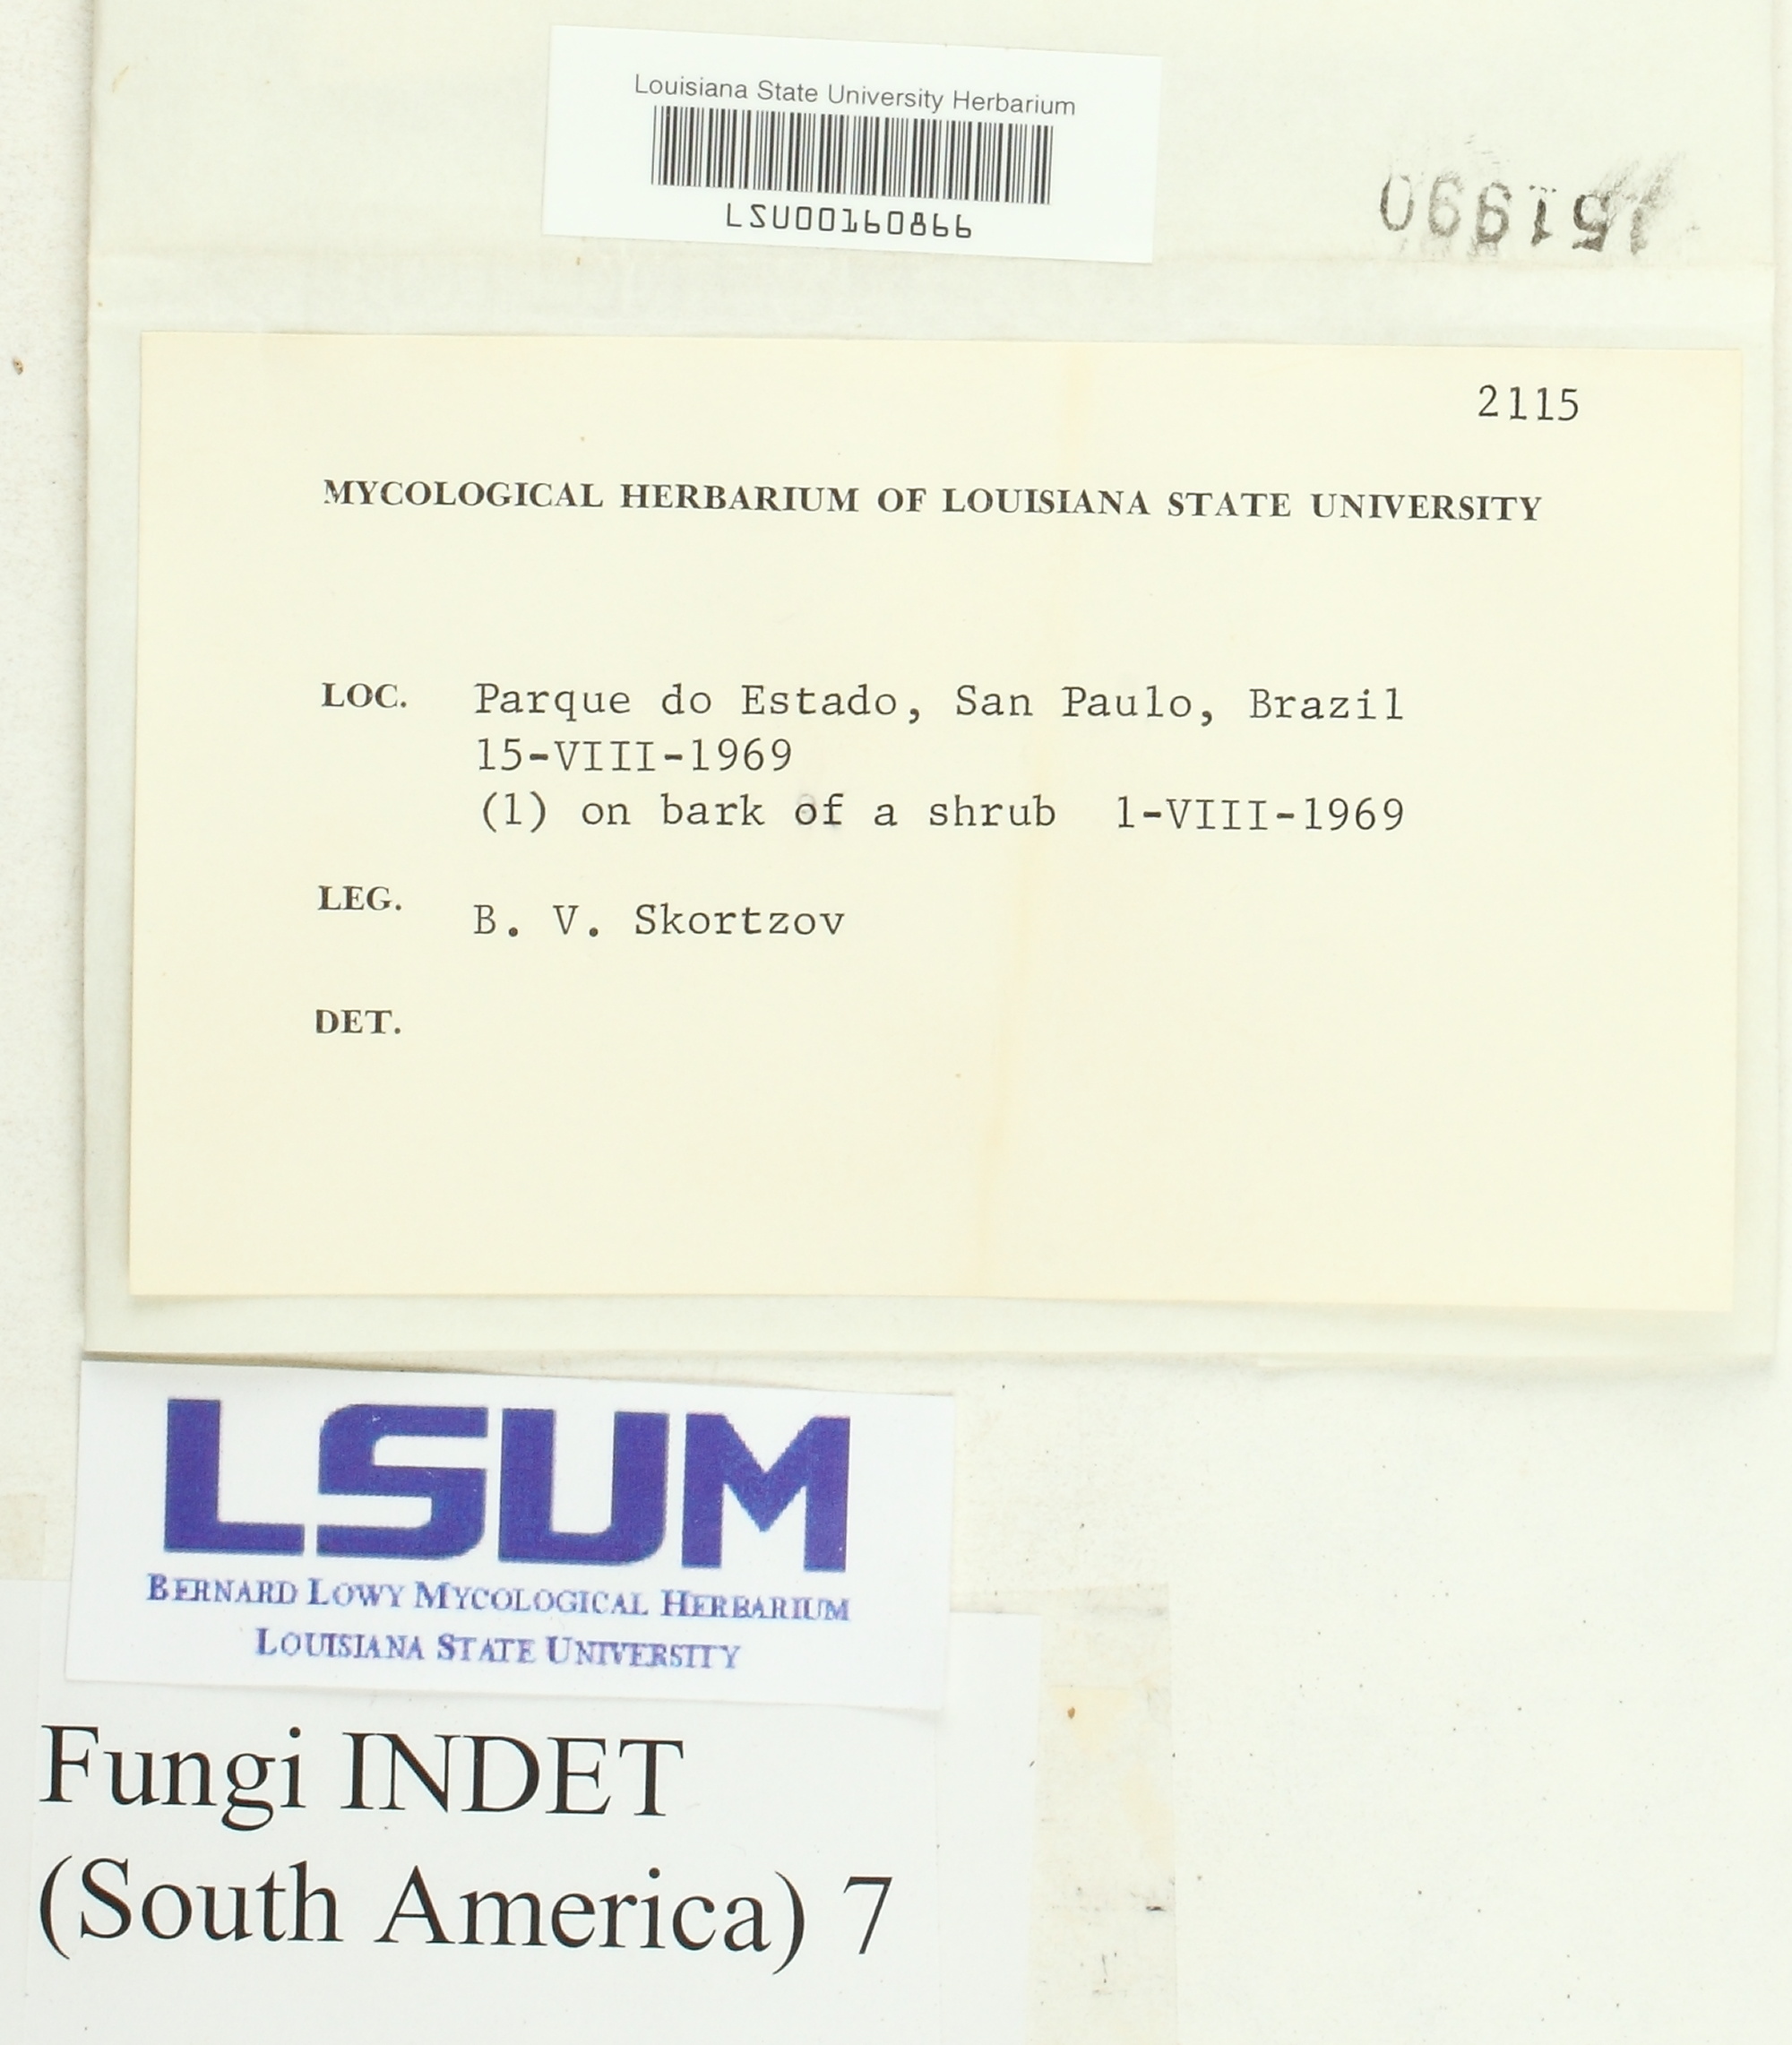 Louisiana State University Herbarium
LSU00160866
2115
MYCOLOGICAL HERBARIUM OF LOUISIANA STATE UNIVERSITY
LOC. Parque do Estado, San Paulo, Brazil
15-VIII-1969
(1) on bark of a shrub 1-VIII-1969
LEG. B. V. Skortzov
DET.
LSUM
BERNARD LOWY MYCOLOGICAL HERBARIUM
LOUISIANA STATE UNIVERSITY
Fungi INDET
(South America) 7